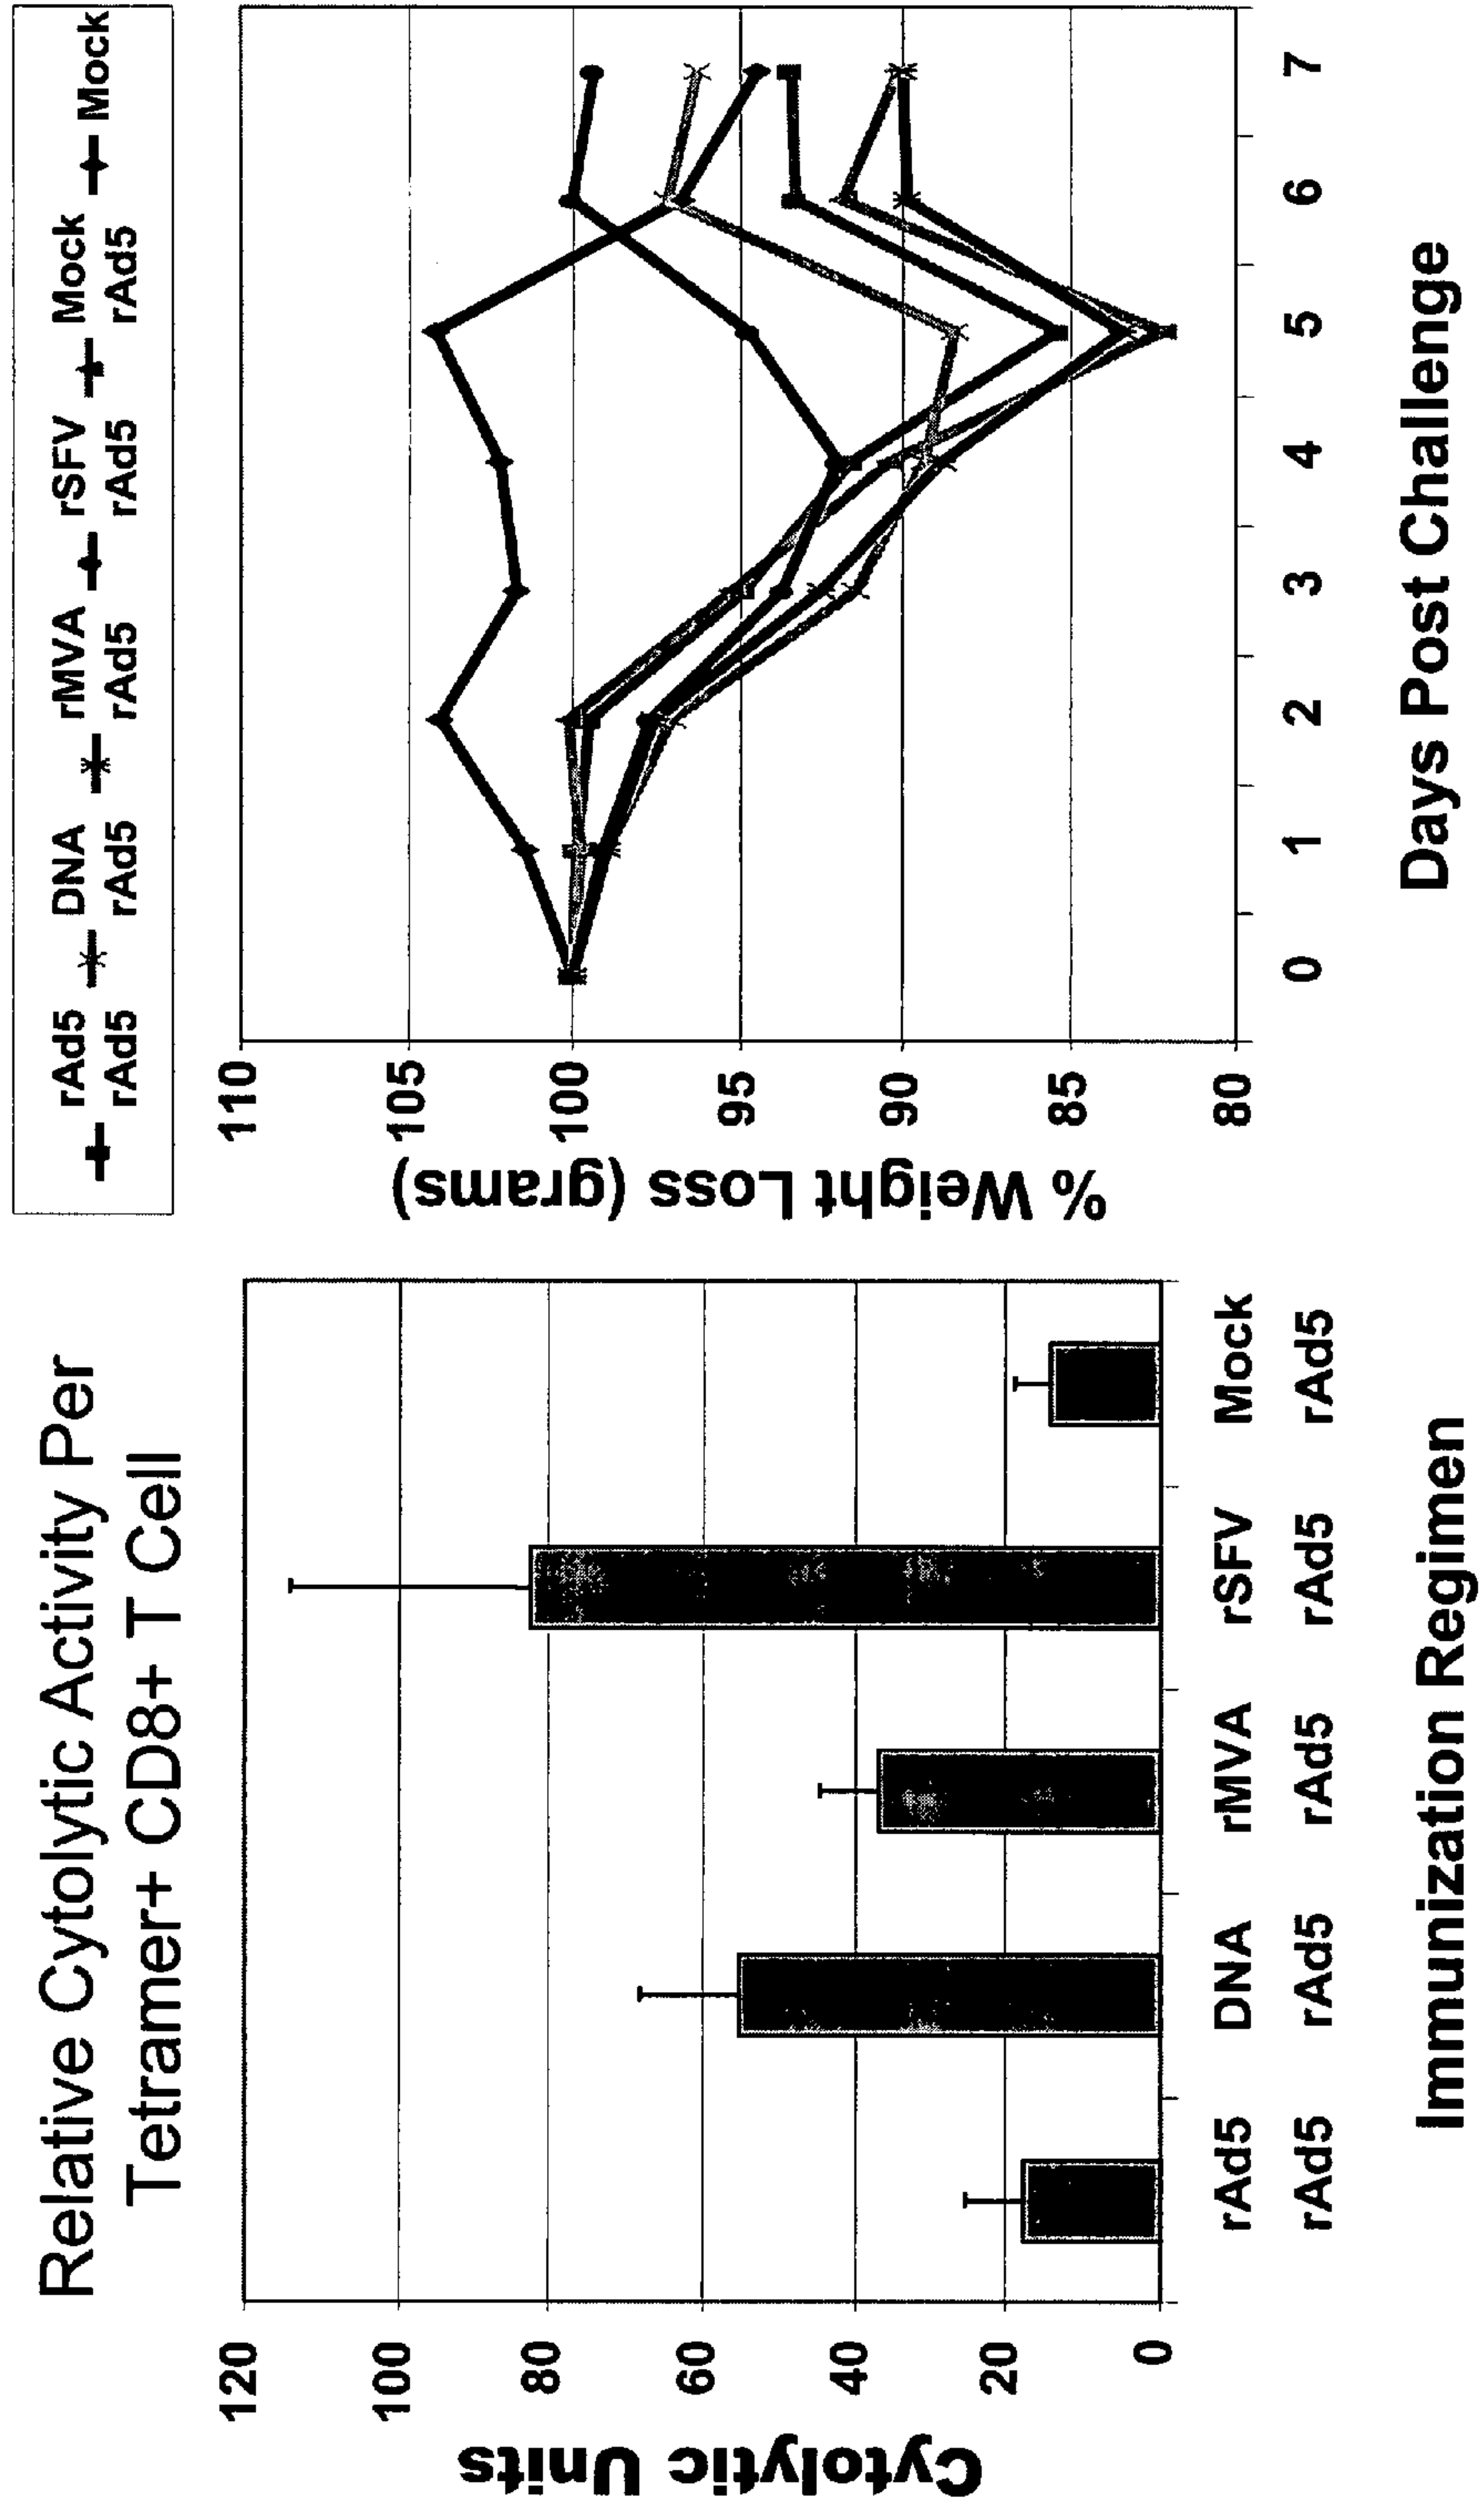 Relative Cytolytic Activity Per
Tetramer+ CD8+ T Cell
Cytolytic Units
120
100
80
60
40
20
0
rAd5 DNA rMVA rSFV Mock
rAd5 rAd5 rAd5 rAd5 rAd5
Immunization Regimen
rAd5 DNA rMVA rSFV Mock Mock
rAd5 rAd5 rAd5 rAd5 rAd5
% Weight Loss (grams)
110
105
100
95
90
85
80
0 1 2 3 4 5 6 7
Days Post Challenge